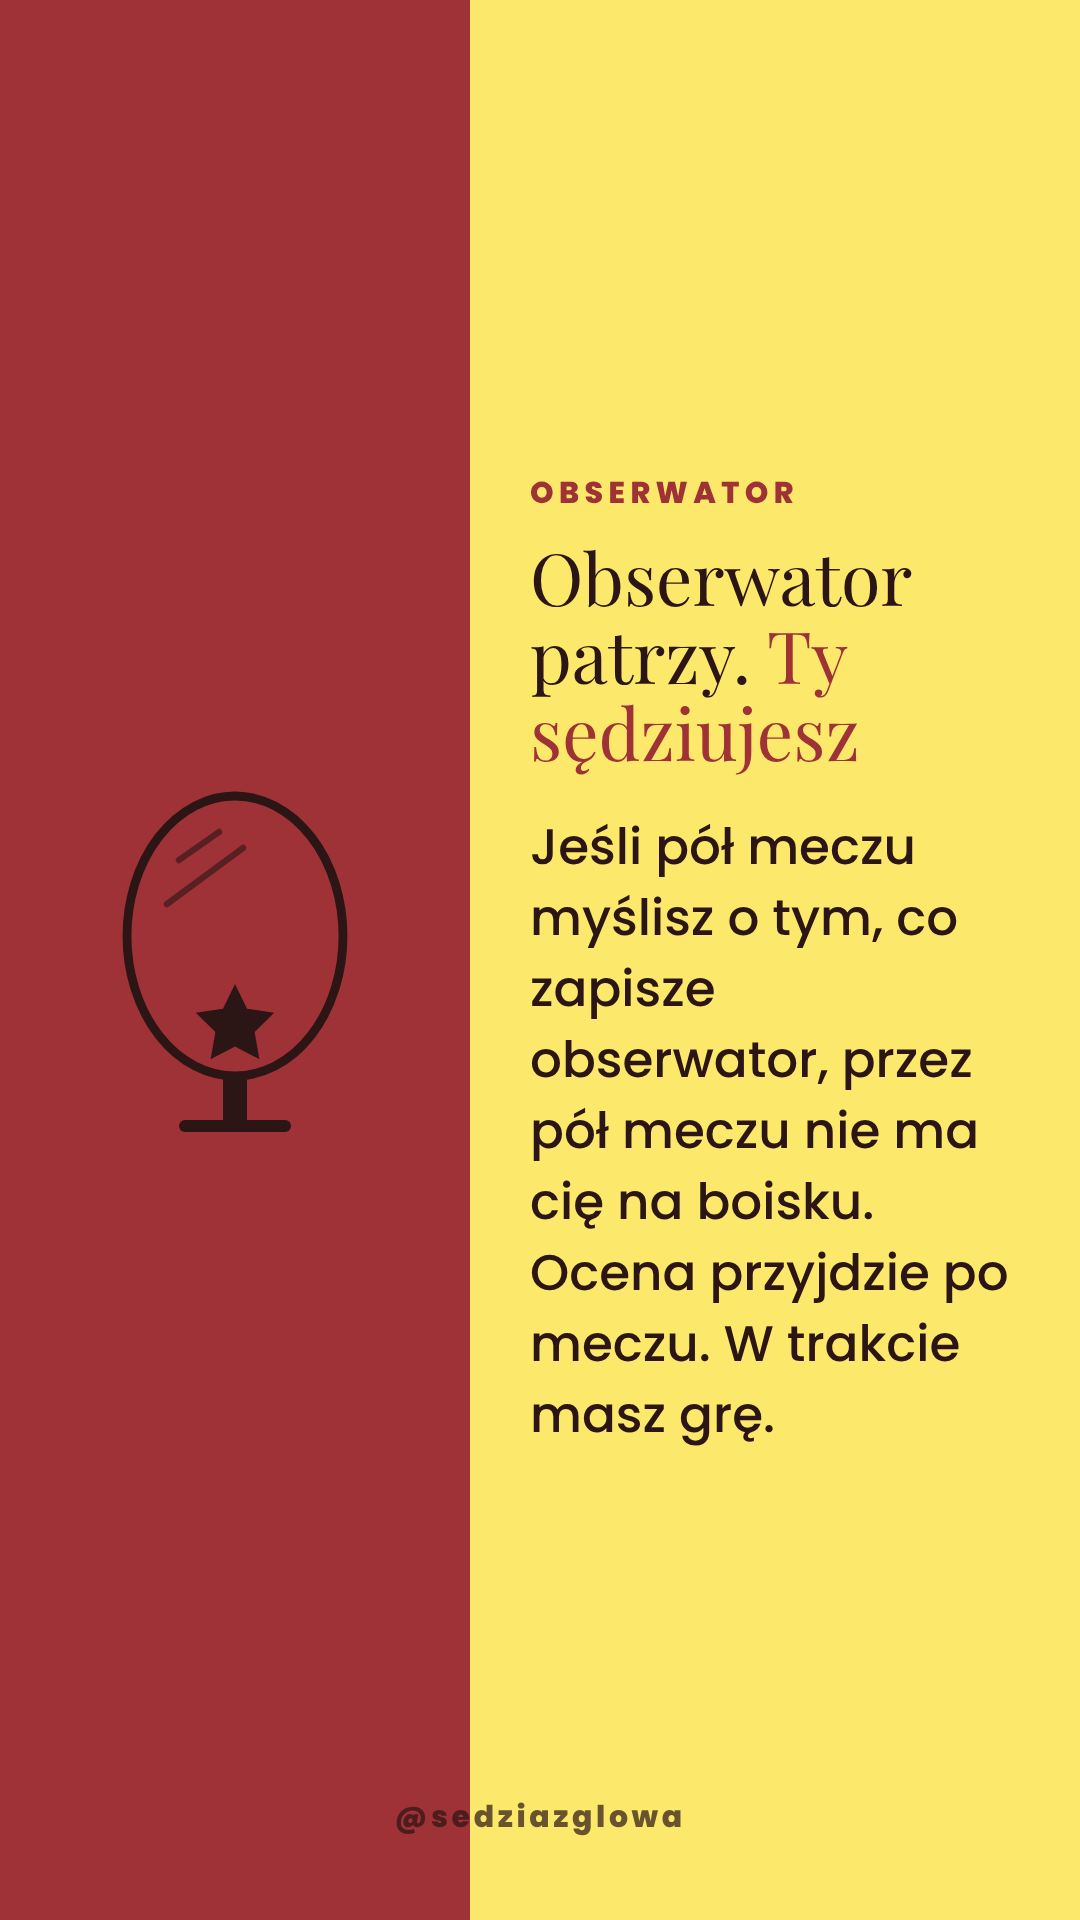 OBSERWATOR
Obserwator
patrzy. Ty
sędziujesz
Jeśli pół meczu
myślisz o tym, co
zapisze
obserwator, przez
pół meczu nie ma
cię na boisku.
Ocena przyjdzie po
meczu. W trakcie
masz grę.
@sedziazglowa